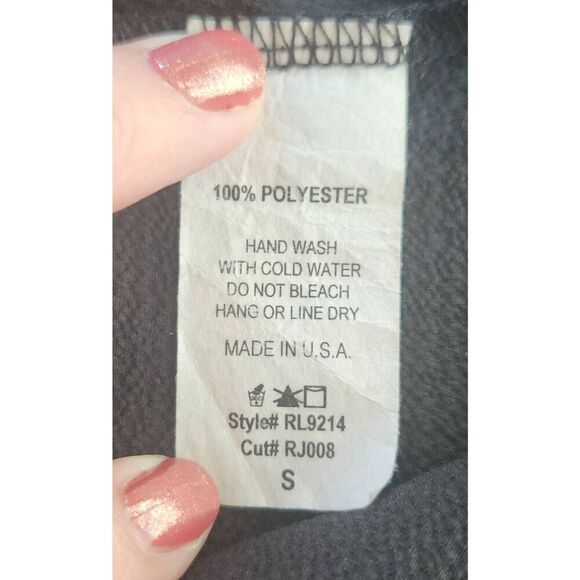 100% POLYESTER
HAND WASH
WITH COLD WATER
DO NOT BLEACH
HANG OR LINE DRY
MADE IN U.S.A.
Style# RL9214
Cut# RJ008
S